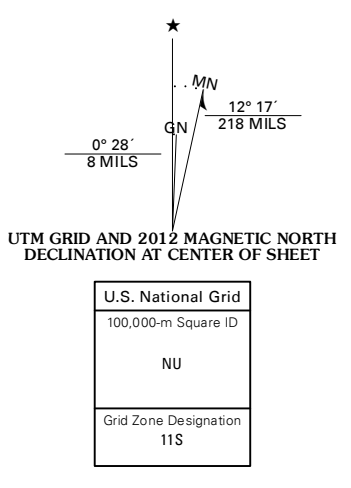 ★
MN
GN
12° 17´
218 MILS
0° 28´
8 MILS
UTM GRID AND 2012 MAGNETIC NORTH
DECLINATION AT CENTER OF SHEET
U.S. National Grid
100,000-m Square ID
NU
Grid Zone Designation
11S